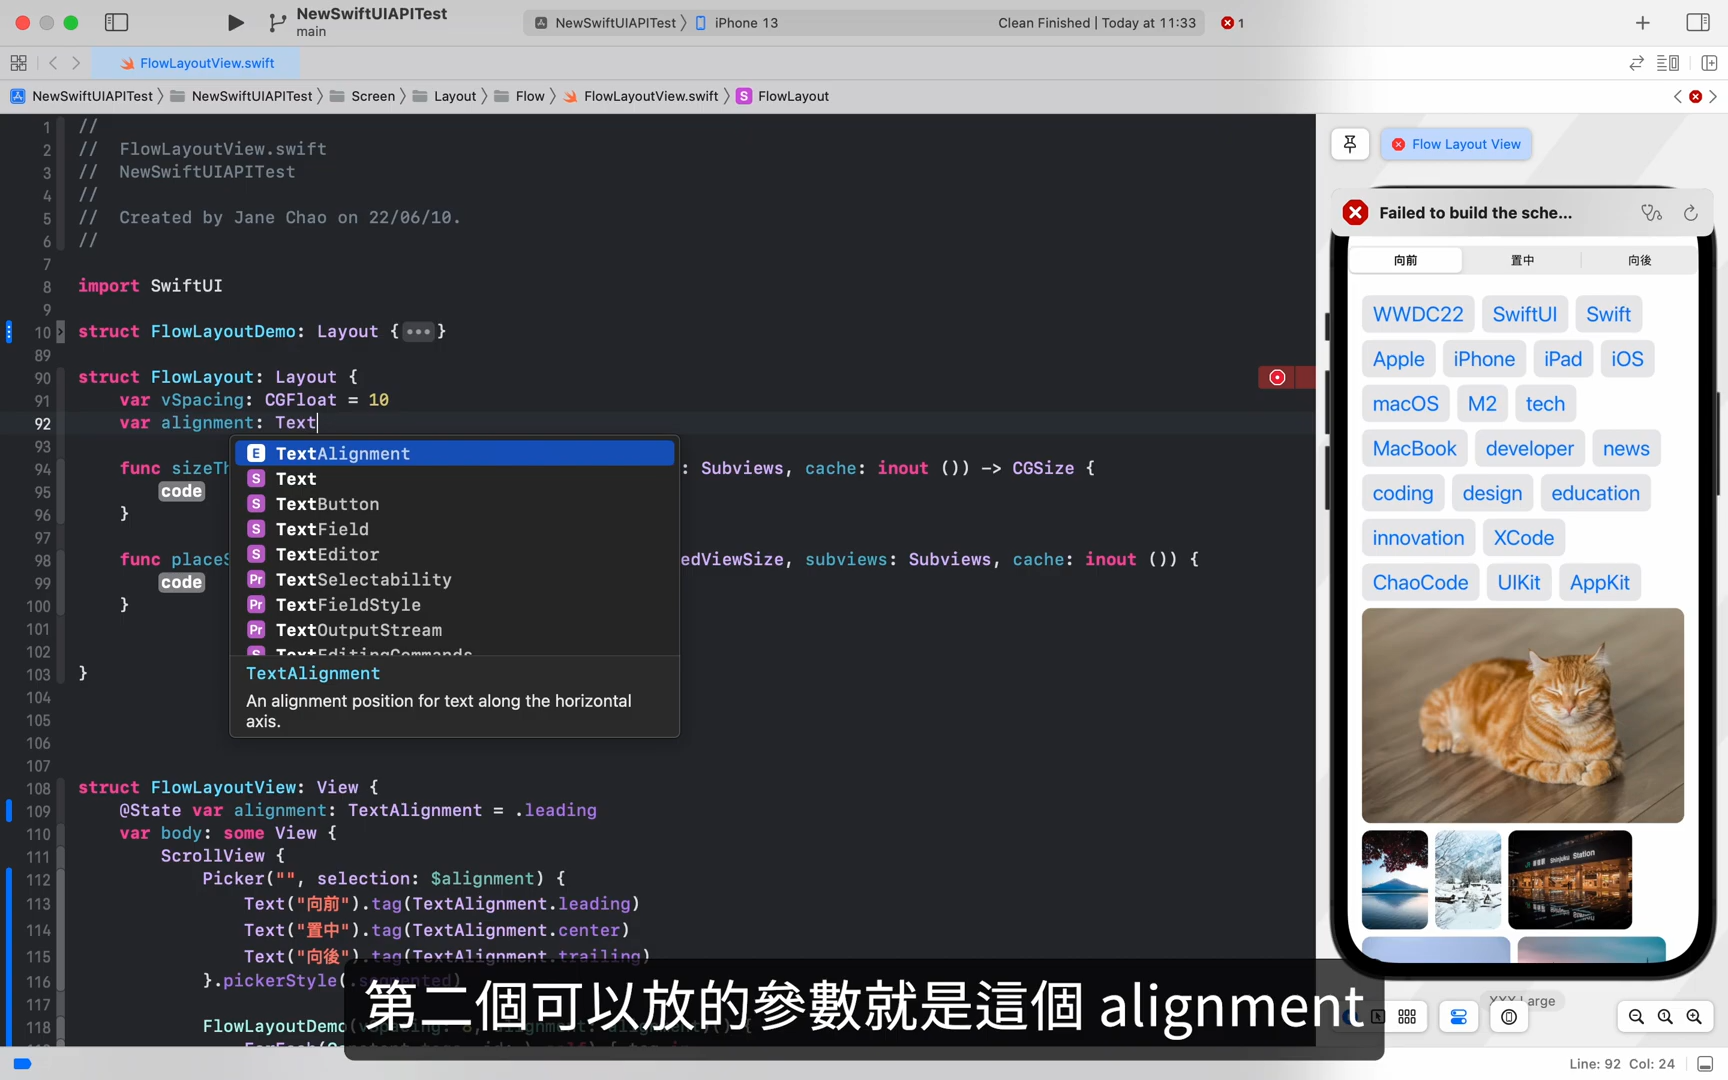 NewSwiftUIAPITest
main
NewSwiftUIAPITest 〉 iPhone 13
Clean Finished | Today at 11:33
1
FlowLayoutView.swift
NewSwiftUIAPITest 〉 NewSwiftUIAPITest 〉 Screen 〉 Layout 〉 Flow 〉 FlowLayoutView.swift 〉 S FlowLayout
1 //
2 // FlowLayoutView.swift
3 // NewSwiftUIAPITest
4 //
5 // Created by Jane Chao on 22/06/10.
6 //
7
8 import SwiftUI
9
10 struct FlowLayoutDemo: Layout {•••}
89
90 struct FlowLayout: Layout {
91 var vSpacing: CGFloat = 10
92 var alignment: Text
93
94 func sizeTh : Subviews, cache: inout ()) -> CGSize {
95 code
96 }
97
98 func placeS edViewSize, subviews: Subviews, cache: inout ()) {
99 code
100 }
101
102
103 }
104
105
106
107
108 struct FlowLayoutView: View {
109 @State var alignment: TextAlignment = .leading
110 var body: some View {
111 ScrollView {
112 Picker("", selection: $alignment) {
113 Text("向前").tag(TextAlignment.leading)
114 Text("置中").tag(TextAlignment.center)
115 Text("向後").tag(TextAlignment.trailing)
116 }.pickerStyle(.segmented)
117
118 FlowLayoutDemo(
E TextAlignment
S Text
S TextButton
S TextField
S TextEditor
Pr TextSelectability
Pr TextFieldStyle
Pr TextOutputStream
S TextEditingCommands
TextAlignment
An alignment position for text along the horizontal
axis.
Flow Layout View
Failed to build the sche...
向前 置中 向後
WWDC22 SwiftUI Swift
Apple iPhone iPad iOS
macOS M2 tech
MacBook developer news
coding design education
innovation XCode
ChaoCode UIKit AppKit
Shinjuku Station
XXX Large
第二個可以放的參數就是這個 alignment
Line: 92 Col: 24